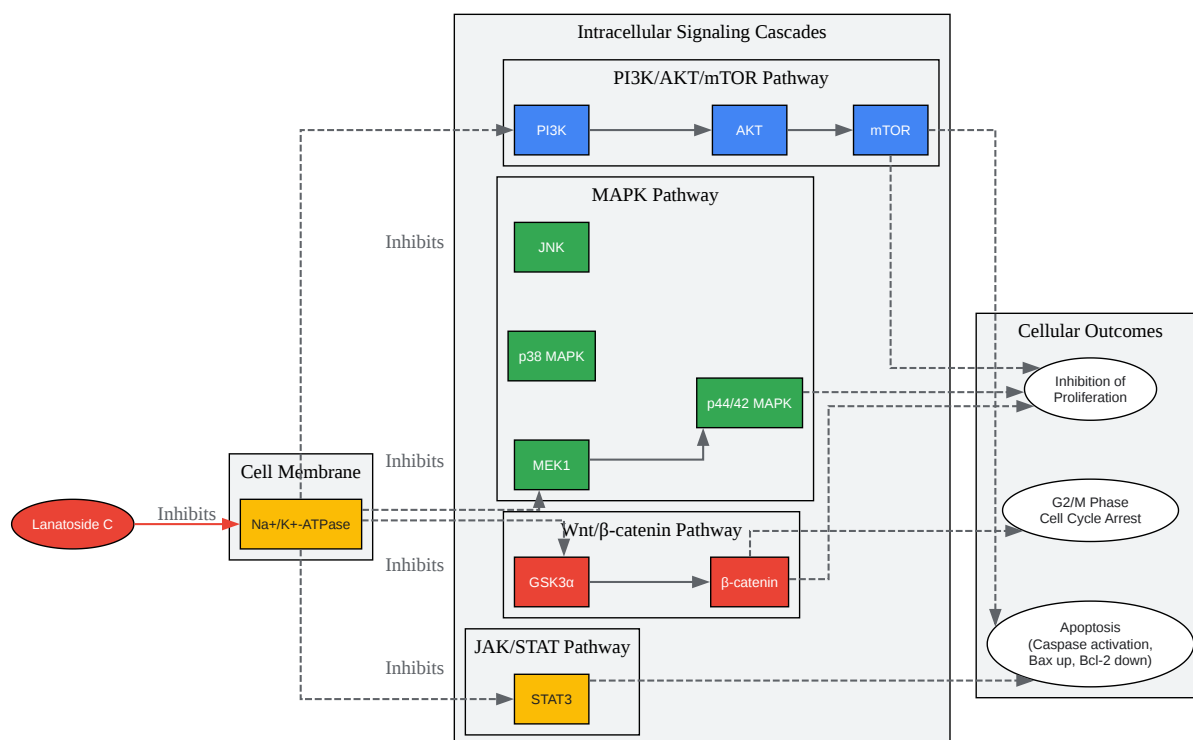 Intracellular Signaling Cascades
PI3K/AKT/mTOR Pathway
PI3K
AKT
mTOR
MAPK Pathway
Inhibits
JNK
p38 MAPK
p44/42 MAPK
Inhibits
MEK1
Cell Membrane
Lanatoside C
Inhibits
Na+/K+-ATPase
Wnt/β-catenin Pathway
Inhibits
GSK3α
β-catenin
JAK/STAT Pathway
Inhibits
STAT3
Cellular Outcomes
Inhibition of
Proliferation
G2/M Phase
Cell Cycle Arrest
Apoptosis
(Caspase activation,
Bax up, Bcl-2 down)